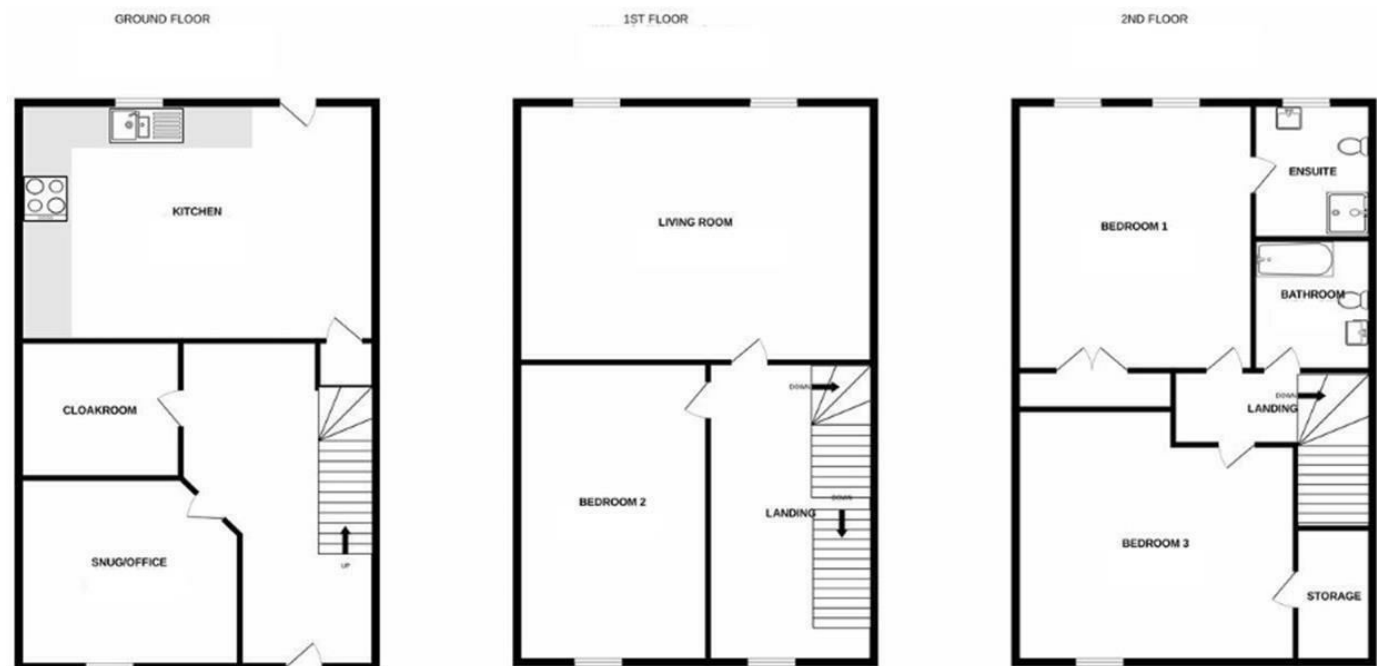 GROUND FLOOR
KITCHEN
CLOAKROOM
SNUG/OFFICE
UP
1ST FLOOR
LIVING ROOM
DOWN
BEDROOM 2
DOWN
LANDING
2ND FLOOR
ENSUITE
BEDROOM 1
BATHROOM
DOWN
LANDING
BEDROOM 3
STORAGE